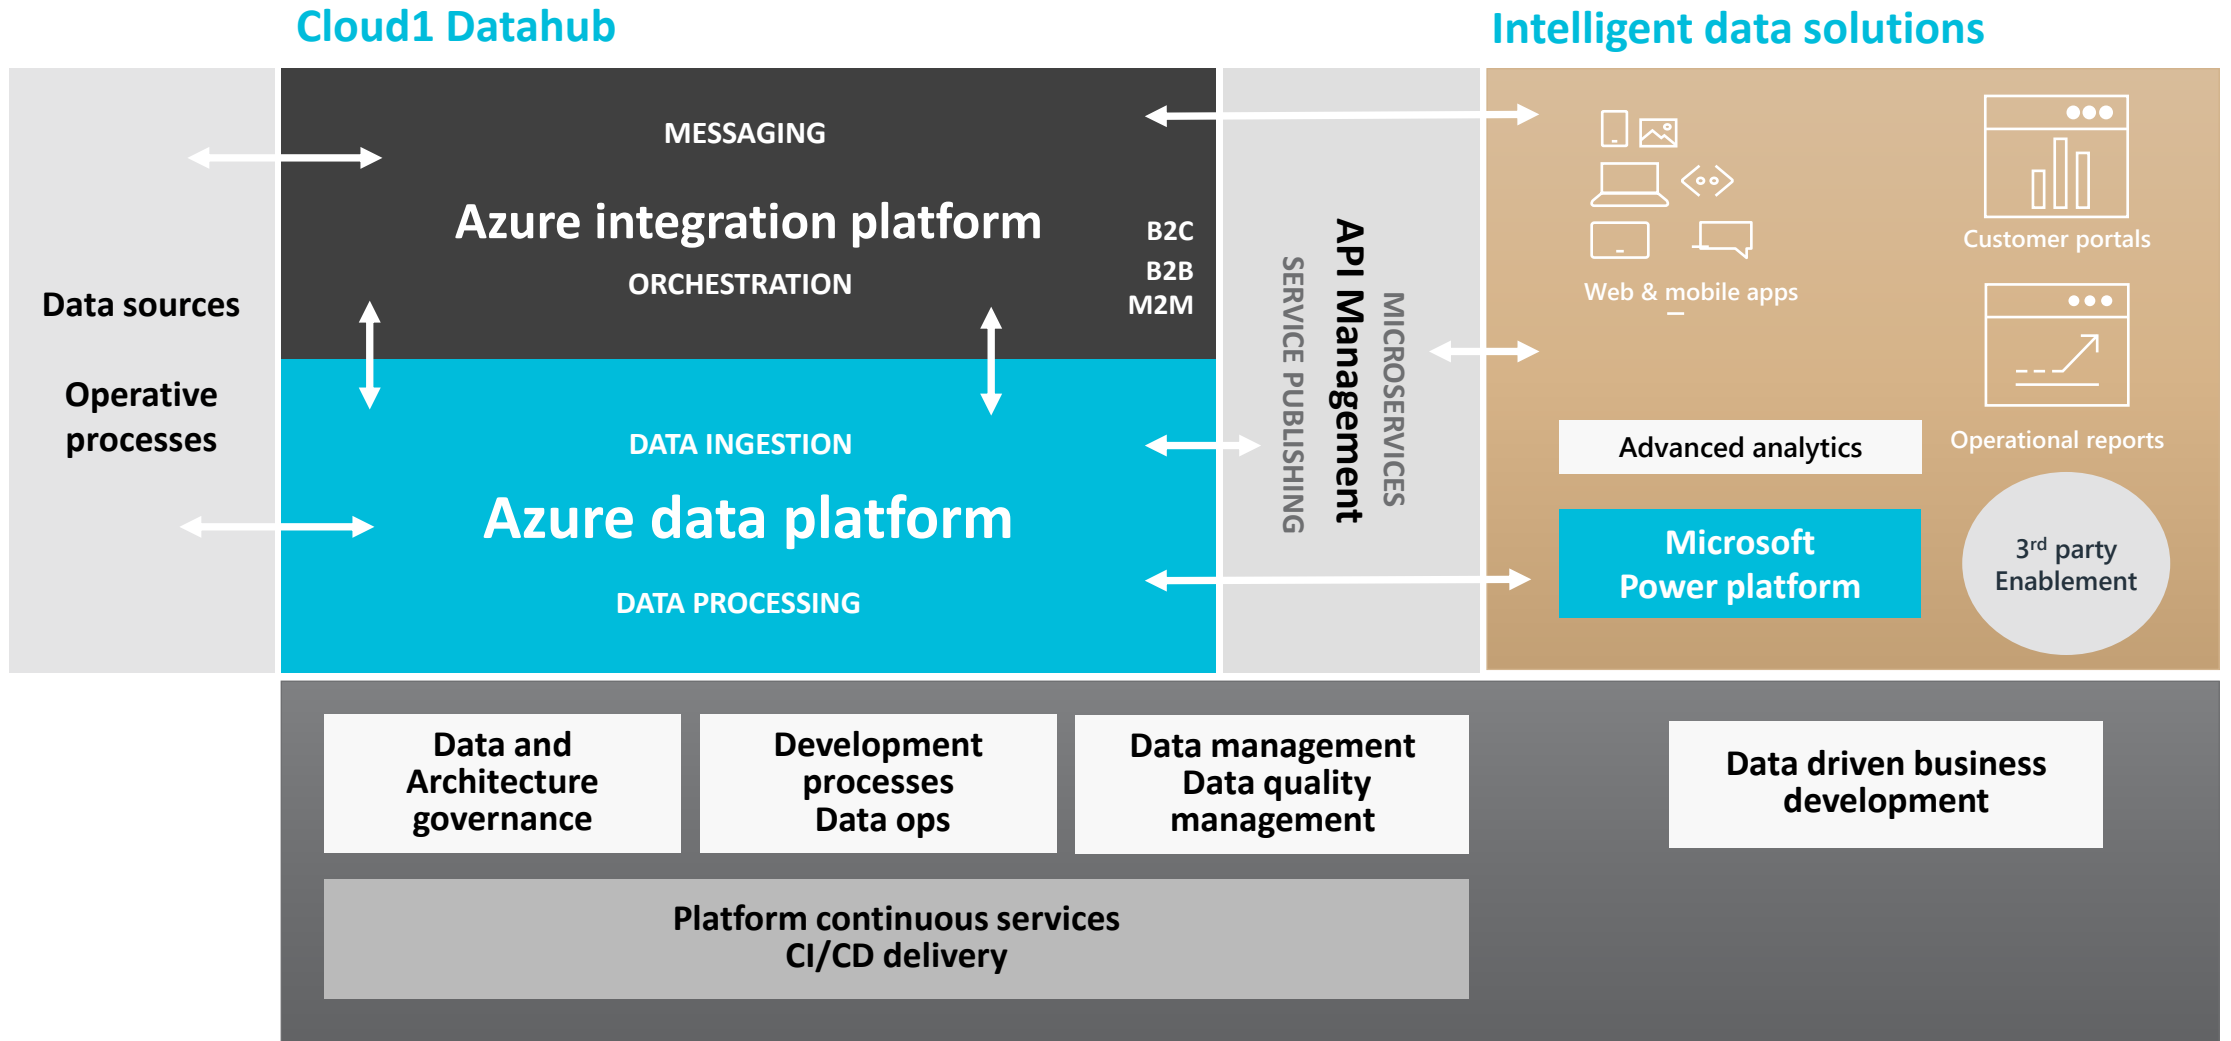 Cloud1 Datahub
Intelligent data solutions
Data sources
Operative
processes
MESSAGING
Azure integration platform
ORCHESTRATION
B2C
B2B
M2M
DATA INGESTION
Azure data platform
DATA PROCESSING
SERVICE PUBLISHING
API Management
MICROSERVICES
Web & mobile apps
Customer portals
Operational reports
Advanced analytics
Microsoft
Power platform
3rd party
Enablement
Data and
Architecture
governance
Development
processes
Data ops
Data management
Data quality
management
Data driven business
development
Platform continuous services
CI/CD delivery